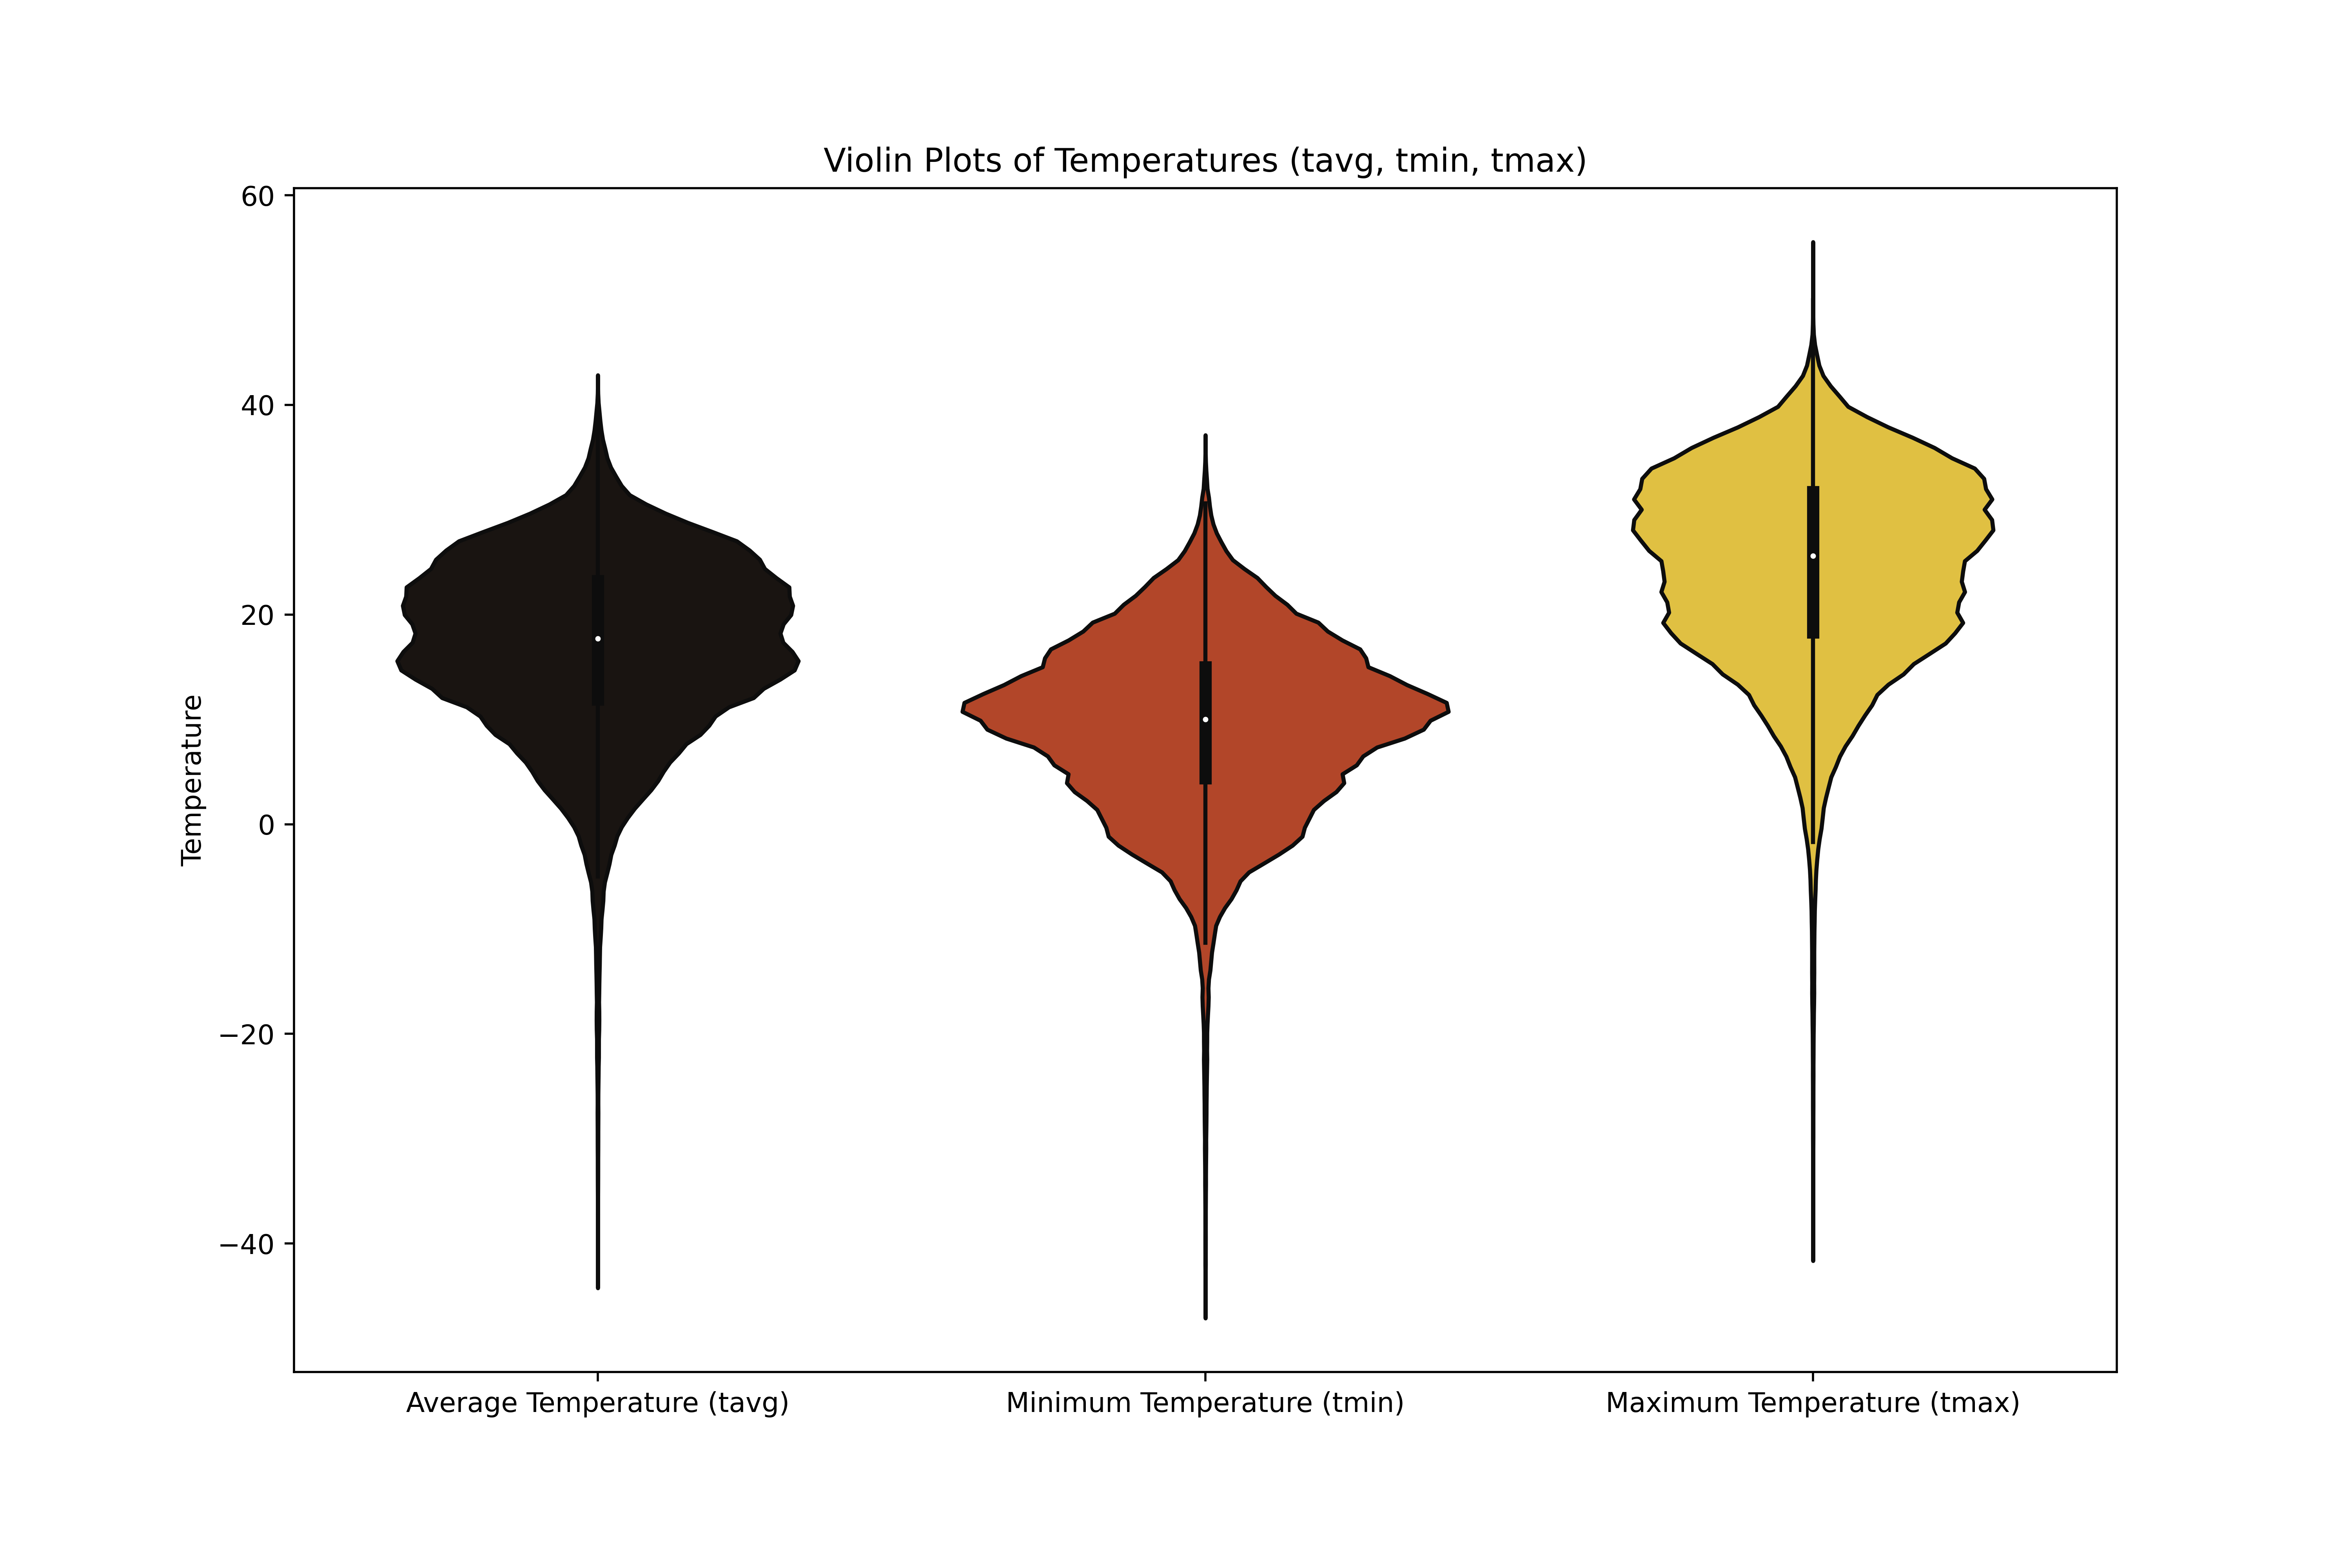 Violin Plots of Temperatures (tavg, tmin, tmax)
60
40
20
0
−20
−40
Temperature
Average Temperature (tavg)
Minimum Temperature (tmin)
Maximum Temperature (tmax)